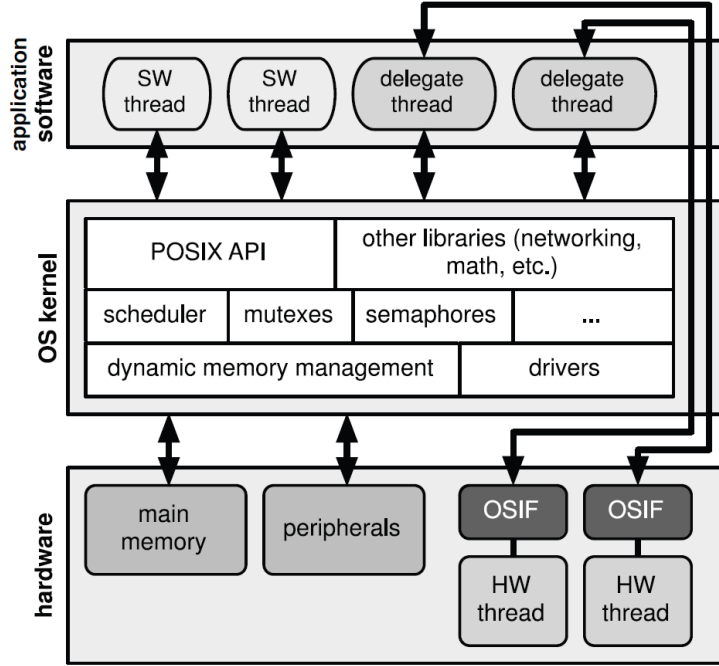 application
software
SW
thread
SW
thread
delegate
thread
delegate
thread
OS kernel
POSIX API
other libraries (networking,
math, etc.)
scheduler
mutexes
semaphores
...
dynamic memory management
drivers
hardware
main
memory
peripherals
OSIF
OSIF
HW
thread
HW
thread